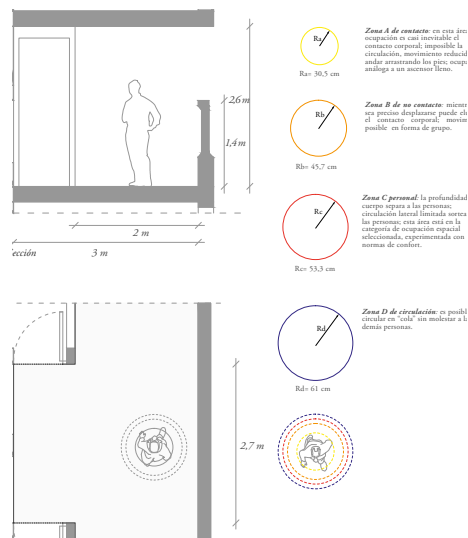 2,6m
1,4m
2 m
ección
3 m
2,7 m
Ra
Ra= 30,5 cm
Zona A de contacto: en esta área
ocupación es casi inevitable el
contacto corporal; imposible la
circulación, movimiento reducid
andar arrastrando los pies; ocupa
análoga a un ascensor lleno.
Rb
Rb= 45,7 cm
Zona B de no contacto: mientr
sea preciso desplazarse puede elu
el contacto corporal; movim
posible en forma de grupo.
Rc
Rc= 53,3 cm
Zona C personal: la profundidad
cuerpo separa a las personas;
circulación lateral limitada sortea
las personas; esta área está en la
categoría de ocupación espacial
seleccionada, experimentada con
normas de confort.
Rd
Rd= 61 cm
Zona D de circulación: es posibl
circular en "cola" sin molestar a la
demás personas.